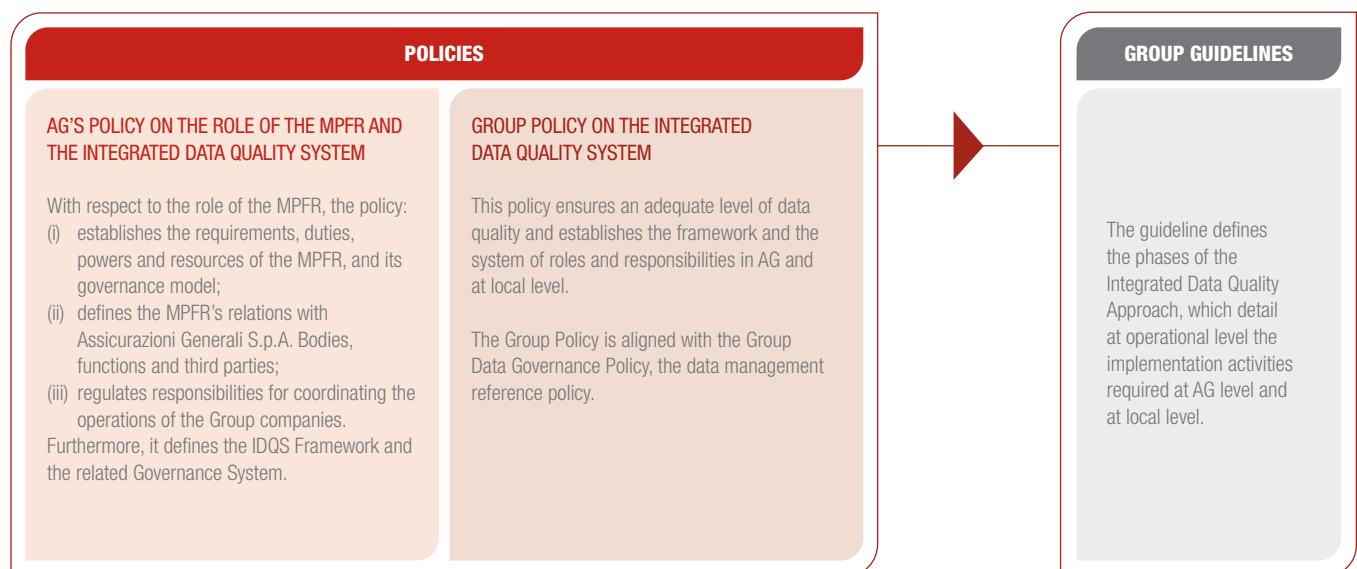 POLICIES
AG'S POLICY ON THE ROLE OF THE MPFR AND
THE INTEGRATED DATA QUALITY SYSTEM
With respect to the role of the MPFR, the policy:
(i) establishes the requirements, duties,
powers and resources of the MPFR, and its
governance model;
(ii) defines the MPFR's relations with
Assicurazioni Generali S.p.A. Bodies,
functions and third parties;
(iii) regulates responsibilities for coordinating the
operations of the Group companies.
Furthermore, it defines the IDQS Framework and
the related Governance System.
GROUP POLICY ON THE INTEGRATED
DATA QUALITY SYSTEM
This policy ensures an adequate level of data
quality and establishes the framework and the
system of roles and responsibilities in AG and
at local level.
The Group Policy is aligned with the Group
Data Governance Policy, the data management
reference policy.
GROUP GUIDELINES
The guideline defines
the phases of the
Integrated Data Quality
Approach, which detail
at operational level the
implementation activities
required at AG level and
at local level.